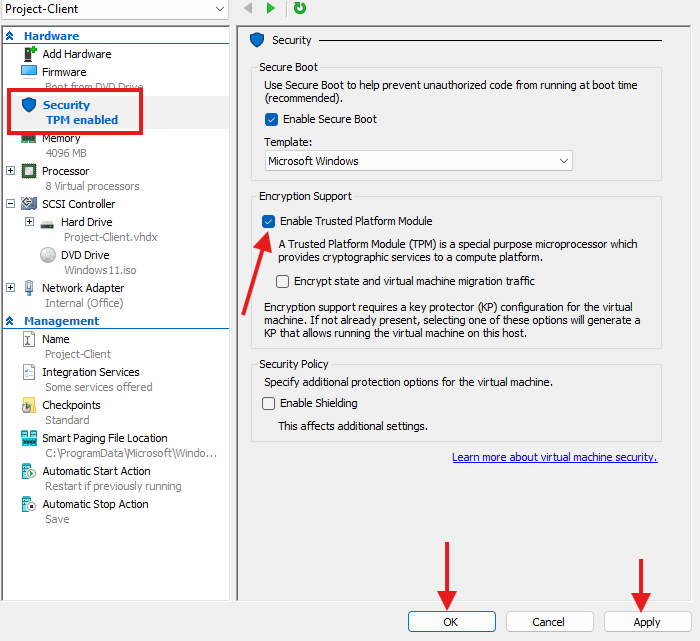 Project-Client
Hardware
Add Hardware
Firmware
Boot from DVD Drive
Security
TPM enabled
Memory
4096 MB
Processor
8 Virtual processors
SCSI Controller
Hard Drive
Project-Client.vhdx
DVD Drive
Windows11.iso
Network Adapter
Internal (Office)
Management
Name
Project-Client
Integration Services
Some services offered
Checkpoints
Standard
Smart Paging File Location
C:\ProgramData\Microsoft\Windo...
Automatic Start Action
Restart if previously running
Automatic Stop Action
Save
Security
Secure Boot
Use Secure Boot to help prevent unauthorized code from running at boot time
(recommended).
Enable Secure Boot
Template:
Microsoft Windows
Encryption Support
Enable Trusted Platform Module
A Trusted Platform Module (TPM) is a special purpose microprocessor which
provides cryptographic services to a compute platform.
Encrypt state and virtual machine migration traffic
Encryption support requires a key protector (KP) configuration for the virtual
machine. If not already present, selecting one of these options will generate a
KP that allows running the virtual machine on this host.
Security Policy
Specify additional protection options for the virtual machine.
Enable Shielding
This affects additional settings.
Learn more about virtual machine security.
OK
Cancel
Apply